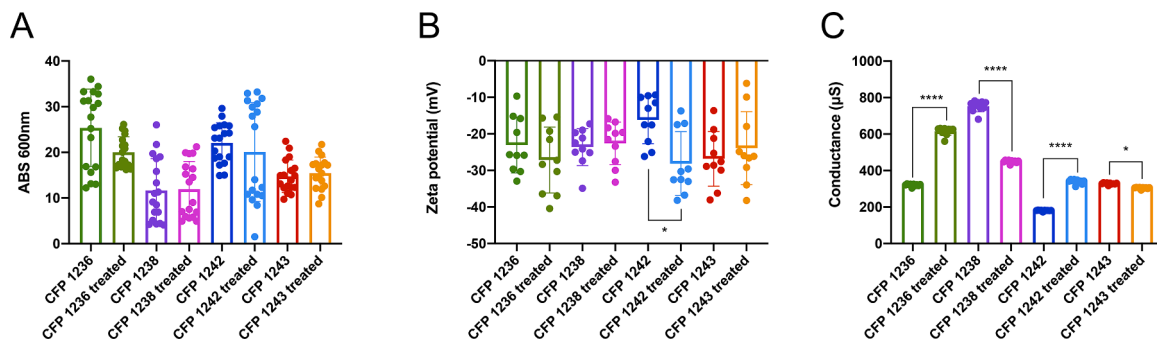 A
ABS 600nm
40
30
20
10
0
CFP 1236
CFP 1236 treated
CFP 1238
CFP 1238 treated
CFP 1242
CFP 1242 treated
CFP 1243
CFP 1243 treated
B
Zeta potential (mV)
0
-10
-20
-30
-40
-50
*
CFP 1236
CFP 1236 treated
CFP 1238
CFP 1238 treated
CFP 1242
CFP 1242 treated
CFP 1243
CFP 1243 treated
C
Conductance (µS)
1000
800
600
400
200
0
****
****
****
*
CFP 1236
CFP 1236 treated
CFP 1238
CFP 1238 treated
CFP 1242
CFP 1242 treated
CFP 1243
CFP 1243 treated